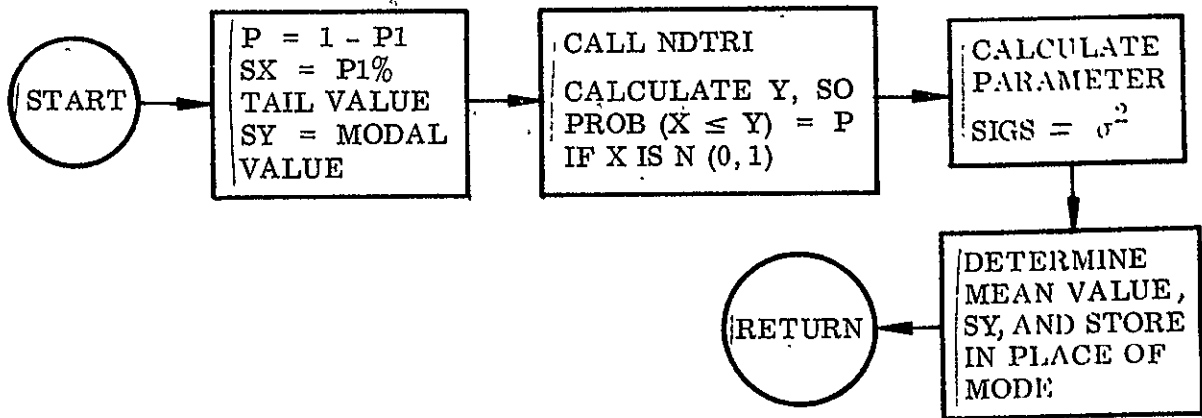 START
P = 1 - P1
SX = P1%
TAIL VALUE
SY = MODAL
VALUE
CALL NDTRI
CALCULATE Y, SO
PROB (X ≤ Y) = P
IF X IS N (0, 1)
CALCULATE
PARAMETER
SIGS = σ²
DETERMINE
MEAN VALUE,
SY, AND STORE
IN PLACE OF
MODE
RETURN